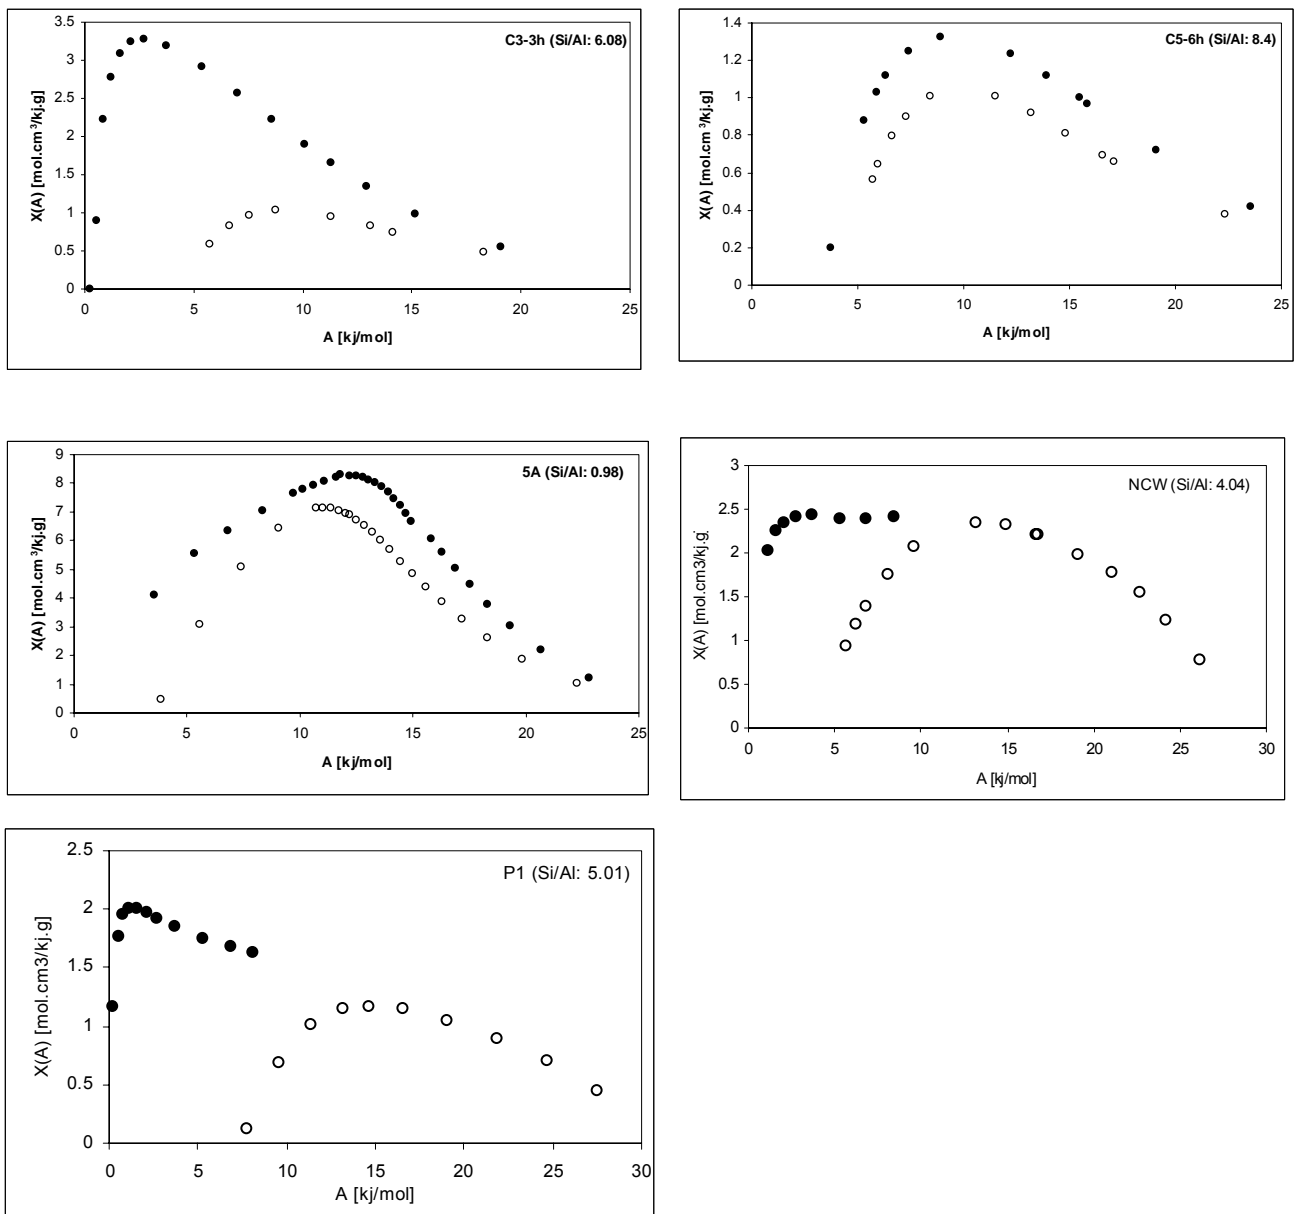 C3-3h (Si/Al: 6.08)
X(A) [mol.cm³/kj.g]
3.5
3
2.5
2
1.5
1
0.5
0
0 5 10 15 20 25
A [kj/mol]
C5-6h (Si/Al: 8.4)
X(A) [mol.cm³/kj.g]
1.4
1.2
1
0.8
0.6
0.4
0.2
0
0 5 10 15 20 25
A [kj/mol]
5A (Si/Al: 0.98)
X(A) [mol.cm³/kj.g]
9
8
7
6
5
4
3
2
1
0
0 5 10 15 20 25
A [kj/mol]
NCW (Si/Al: 4.04)
X(A) [mol.cm3/kj.g]
3
2.5
2
1.5
1
0.5
0
0 5 10 15 20 25 30
A [kj/mol]
P1 (Si/Al: 5.01)
X(A) [mol.cm3/kj.g]
2.5
2
1.5
1
0.5
0
0 5 10 15 20 25 30
A [kj/mol]